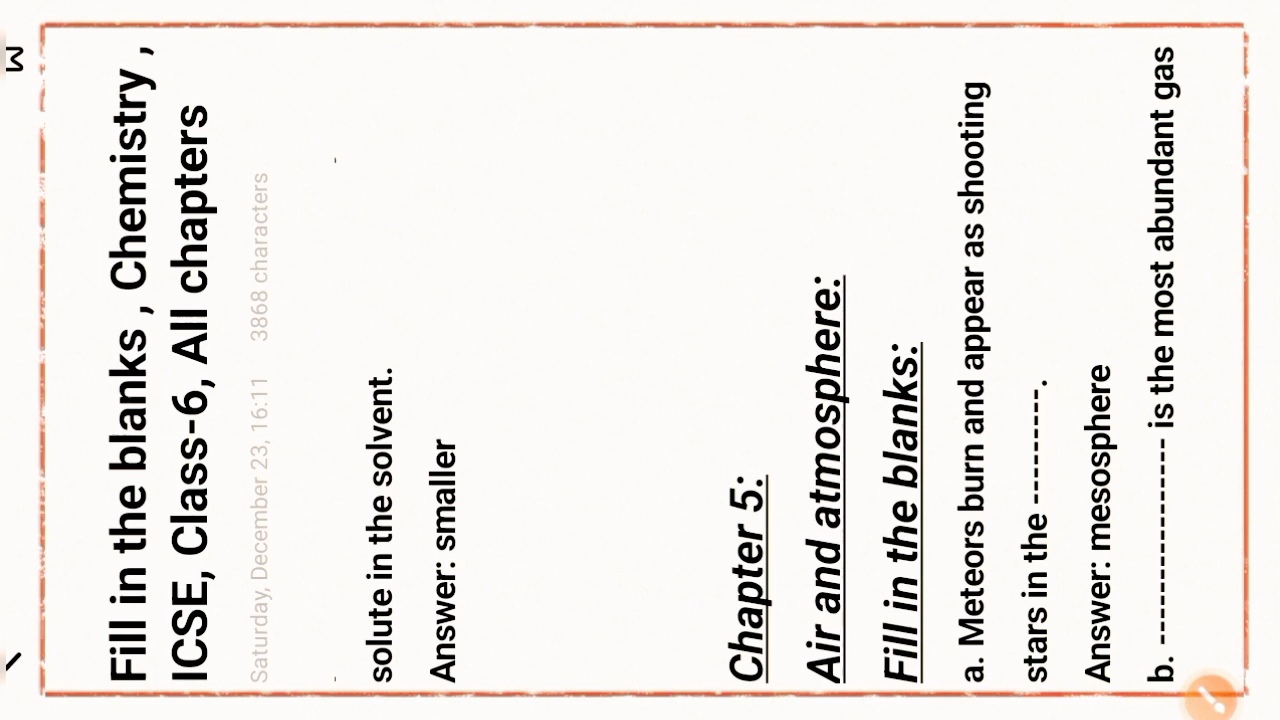 Fill in the blanks , Chemistry ,
ICSE, Class-6, All chapters
Saturday, December 23, 16:11 3868 characters
solute in the solvent.
Answer: smaller
Chapter 5:
Air and atmosphere:
Fill in the blanks:
a. Meteors burn and appear as shooting
stars in the ----------.
Answer: mesosphere
b. ------------------ is the most abundant gas